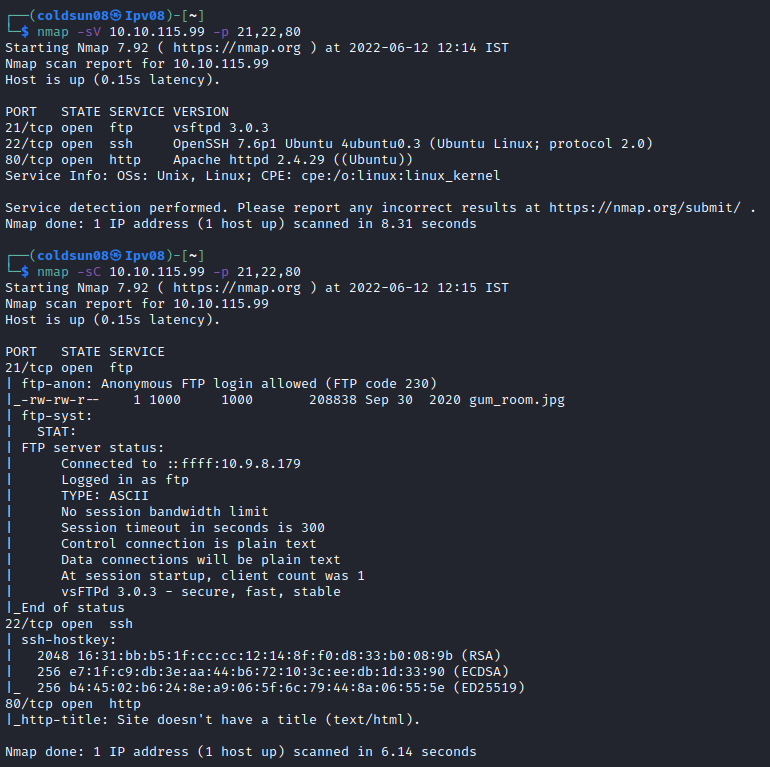 ┌──(coldsun08㉿Ipv08)-[~]
└─$ nmap -sV 10.10.115.99 -p 21,22,80
Starting Nmap 7.92 ( https://nmap.org ) at 2022-06-12 12:14 IST
Nmap scan report for 10.10.115.99
Host is up (0.15s latency).

PORT   STATE SERVICE VERSION
21/tcp open  ftp     vsftpd 3.0.3
22/tcp open  ssh     OpenSSH 7.6p1 Ubuntu 4ubuntu0.3 (Ubuntu Linux; protocol 2.0)
80/tcp open  http    Apache httpd 2.4.29 ((Ubuntu))
Service Info: OSs: Unix, Linux; CPE: cpe:/o:linux:linux_kernel

Service detection performed. Please report any incorrect results at https://nmap.org/submit/ .
Nmap done: 1 IP address (1 host up) scanned in 8.31 seconds

┌──(coldsun08㉿Ipv08)-[~]
└─$ nmap -sC 10.10.115.99 -p 21,22,80
Starting Nmap 7.92 ( https://nmap.org ) at 2022-06-12 12:15 IST
Nmap scan report for 10.10.115.99
Host is up (0.15s latency).

PORT   STATE SERVICE
21/tcp open  ftp
| ftp-anon: Anonymous FTP login allowed (FTP code 230)
|_-rw-rw-r--    1 1000     1000       208838 Sep 30  2020 gum_room.jpg
| ftp-syst:
|   STAT:
| FTP server status:
|      Connected to ::ffff:10.9.8.179
|      Logged in as ftp
|      TYPE: ASCII
|      No session bandwidth limit
|      Session timeout in seconds is 300
|      Control connection is plain text
|      Data connections will be plain text
|      At session startup, client count was 1
|      vsFTPd 3.0.3 - secure, fast, stable
|_End of status
22/tcp open  ssh
| ssh-hostkey:
|   2048 16:31:bb:b5:1f:cc:cc:12:14:8f:f0:d8:33:b0:08:9b (RSA)
|   256 e7:1f:c9:db:3e:aa:44:b6:72:10:3c:ee:db:1d:33:90 (ECDSA)
|_  256 b4:45:02:b6:24:8e:a9:06:5f:6c:79:44:8a:06:55:5e (ED25519)
80/tcp open  http
|_http-title: Site doesn't have a title (text/html).

Nmap done: 1 IP address (1 host up) scanned in 6.14 seconds